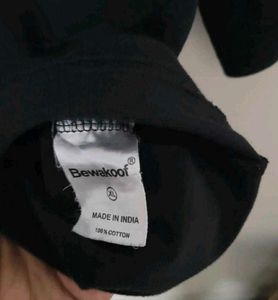 Bewakoof®
XL
MADE IN INDIA
100% COTTON